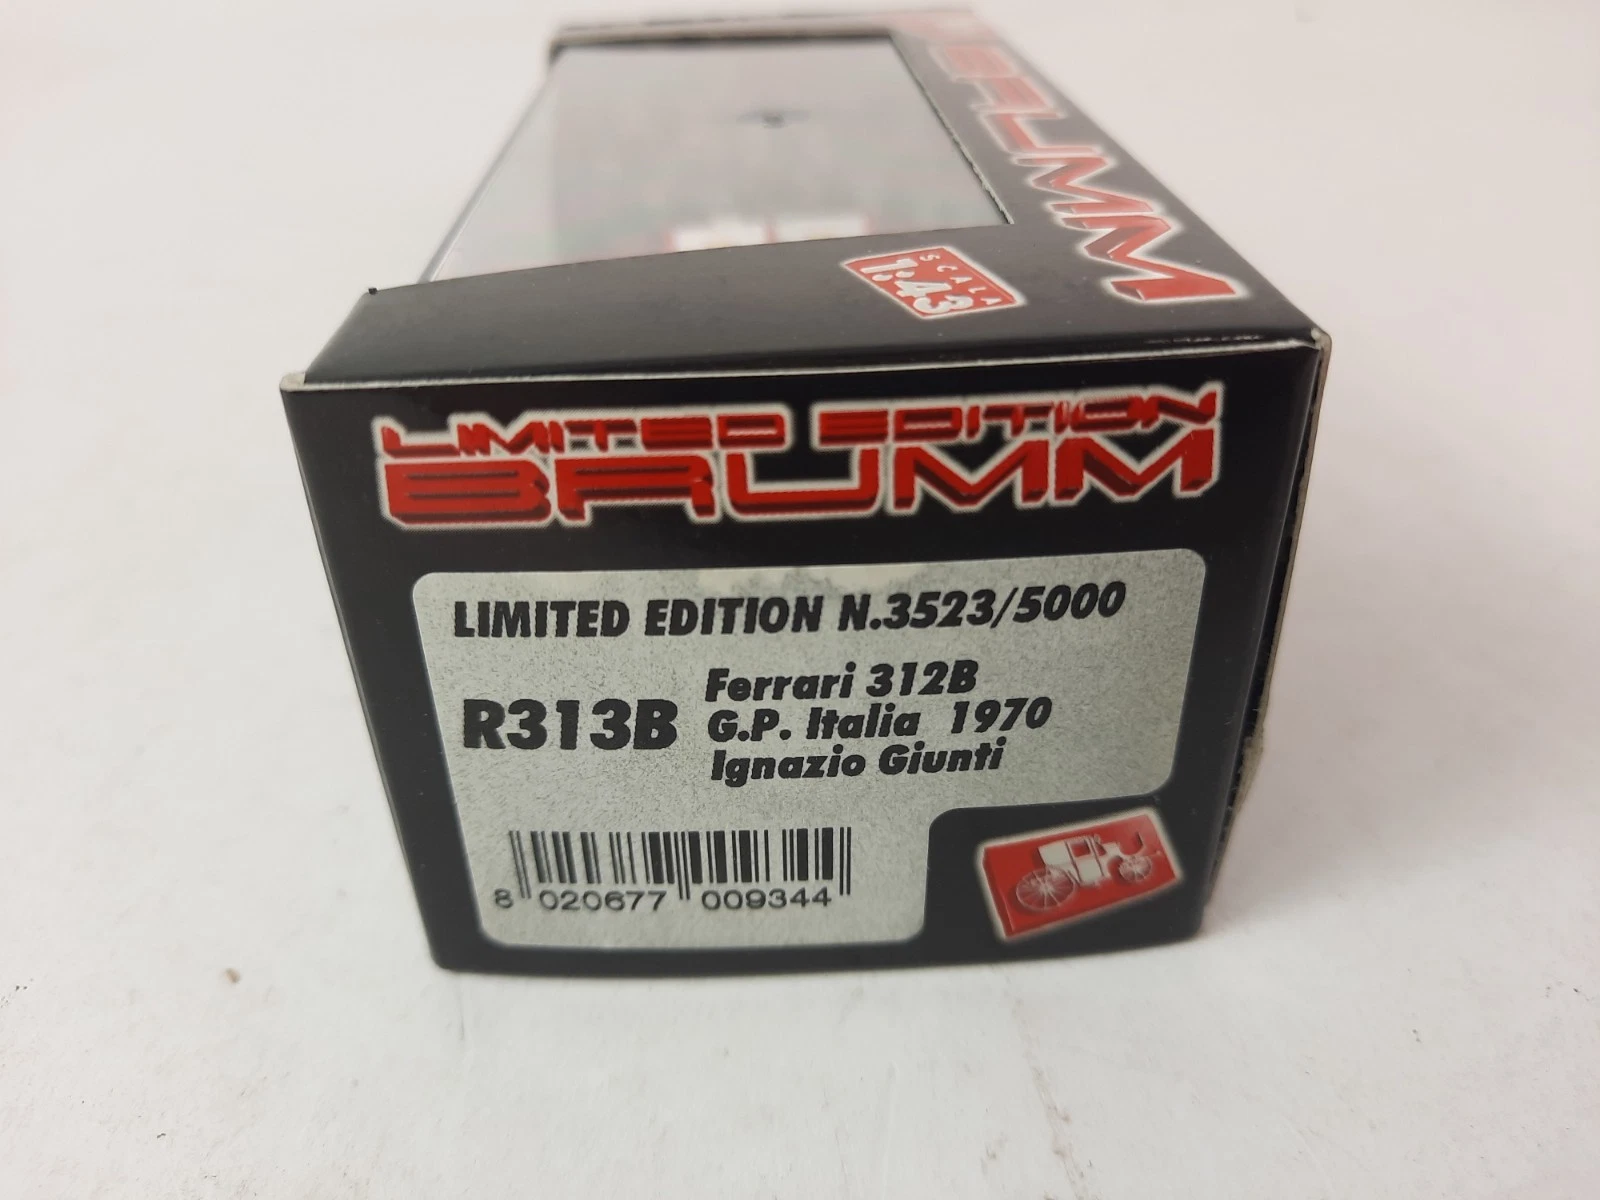 BRUMM
SCALA
1:43
LIMITED EDITION
BRUMM
LIMITED EDITION N.3523/5000
R313B
Ferrari 312B
G.P. Italia 1970
Ignazio Giunti
8 020677 009344